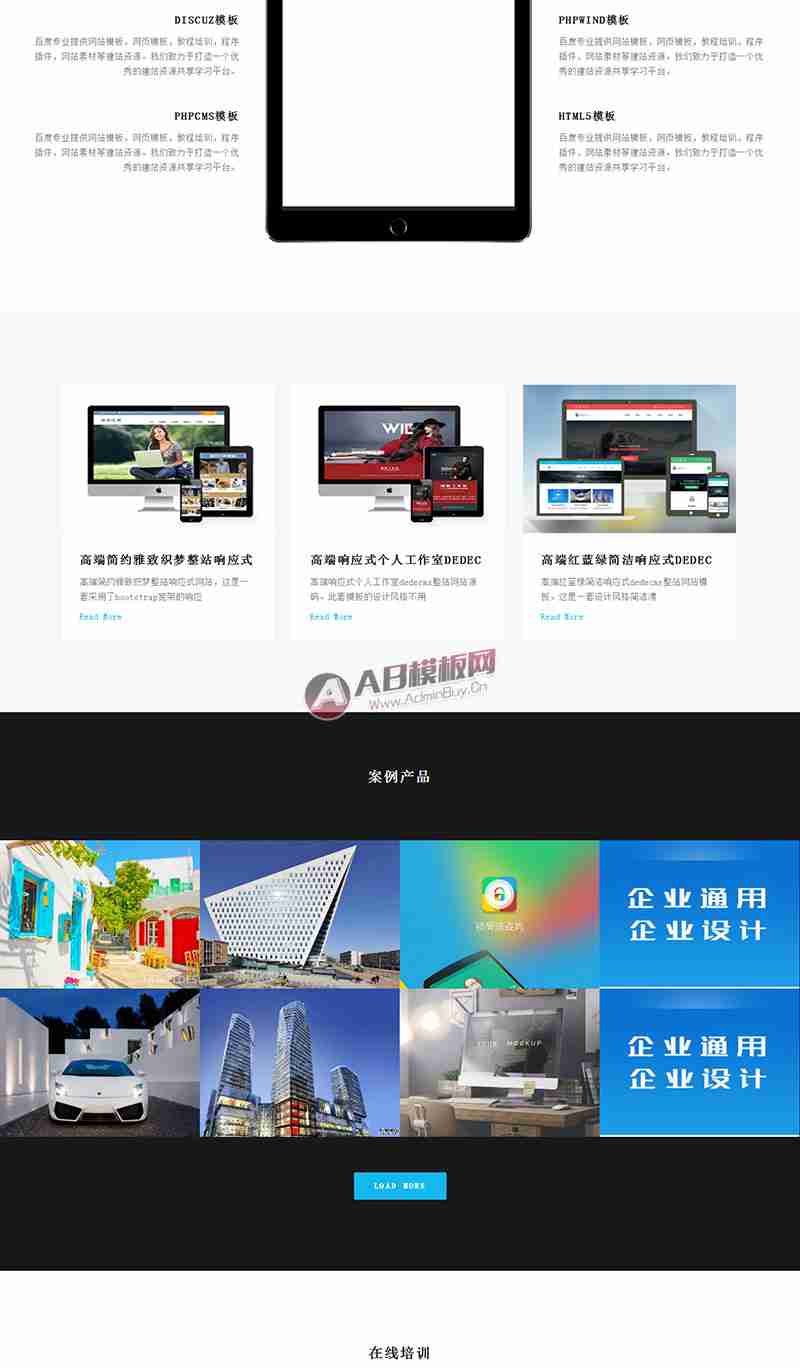 DISCUZ模板
百度专业提供网站模板，网页模板，教程培训，程序
插件，网站素材等建站资源。我们致力于打造一个优
秀的建站资源共享学习平台。
PHPCMS模板
百度专业提供网站模板，网页模板，教程培训，程序
插件，网站素材等建站资源。我们致力于打造一个优
秀的建站资源共享学习平台。
PHPWIND模板
百度专业提供网站模板，网页模板，教程培训，程序
插件，网站素材等建站资源。我们致力于打造一个优
秀的建站资源共享学习平台。
HTML5模板
百度专业提供网站模板，网页模板，教程培训，程序
插件，网站素材等建站资源。我们致力于打造一个优
秀的建站资源共享学习平台。
高端简约雅致织梦整站响应式
高端简约雅致织梦整站响应式网站，这是一
套采用了bootstrap框架的响应
Read More
高端响应式个人工作室DEDEC
高端响应式个人工作室dedecms整站网站源
码。此套模板的设计风格不用
Read More
高端红蓝绿简洁响应式DEDEC
高端红蓝绿简洁响应式dedecms整站网站模
板。这是一套设计风格简洁清
Read More
AB模板网
Www.AdminBuy.Cn
案例产品
企业通用
企业设计
YOUR MOCKUP
企业通用
企业设计
LOAD MORE
在线培训